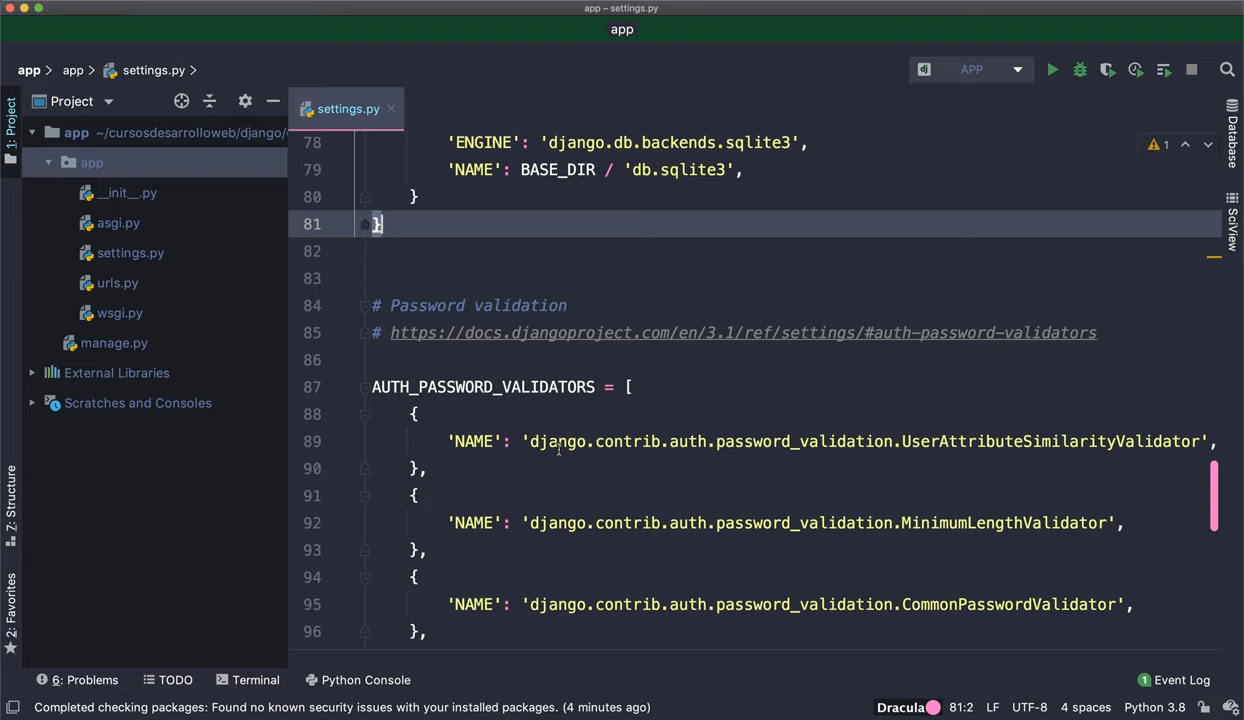 app – settings.py
app
app > app > settings.py >
dj APP
1: Project
Project
settings.py
app ~/cursosdesarrolloweb/django/
app
__init__.py
asgi.py
settings.py
urls.py
wsgi.py
manage.py
External Libraries
Scratches and Consoles
7: Structure
2: Favorites
78 'ENGINE': 'django.db.backends.sqlite3',
79 'NAME': BASE_DIR / 'db.sqlite3',
80 }
81 }
82
83
84 # Password validation
85 # https://docs.djangoproject.com/en/3.1/ref/settings/#auth-password-validators
86
87 AUTH_PASSWORD_VALIDATORS = [
88 {
89 'NAME': 'django.contrib.auth.password_validation.UserAttributeSimilarityValidator',
90 },
91 {
92 'NAME': 'django.contrib.auth.password_validation.MinimumLengthValidator',
93 },
94 {
95 'NAME': 'django.contrib.auth.password_validation.CommonPasswordValidator',
96 },
1
Database
SciView
6: Problems
TODO
Terminal
Python Console
1 Event Log
Completed checking packages: Found no known security issues with your installed packages. (4 minutes ago)
Dracula
81:2
LF
UTF-8
4 spaces
Python 3.8